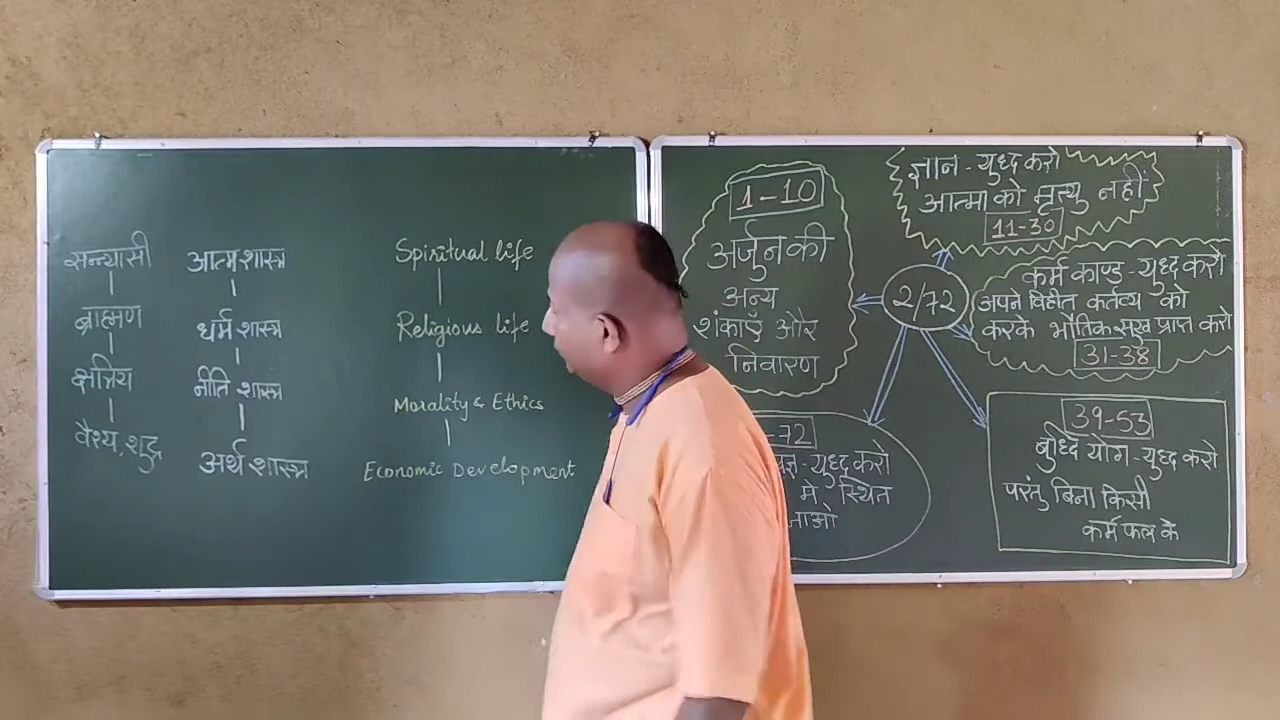 सन्न्यासी
ब्राह्मण
क्षत्रिय
वैश्य, शुद्र
आत्म शास्त्र
धर्म शास्त्र
नीति शास्त्र
अर्थ शास्त्र
Spiritual life
Religious life
Morality & Ethics
Economic Development
1-10
अर्जुन की
अन्य
शंकाएँ और
निवारण
ज्ञान - युध्द करो
आत्मा को मृत्यु नहीं
11-30
2/72
कर्म काण्ड - युध्द करो
अपने विहीत कर्तव्य को
करके भौतिक सुख प्राप्त करो
31-38
39-53
बुध्दि योग - युध्द करो
परंतु बिना किसी
कर्म फल के
-72
- युध्द करो
में स्थित
जाओ